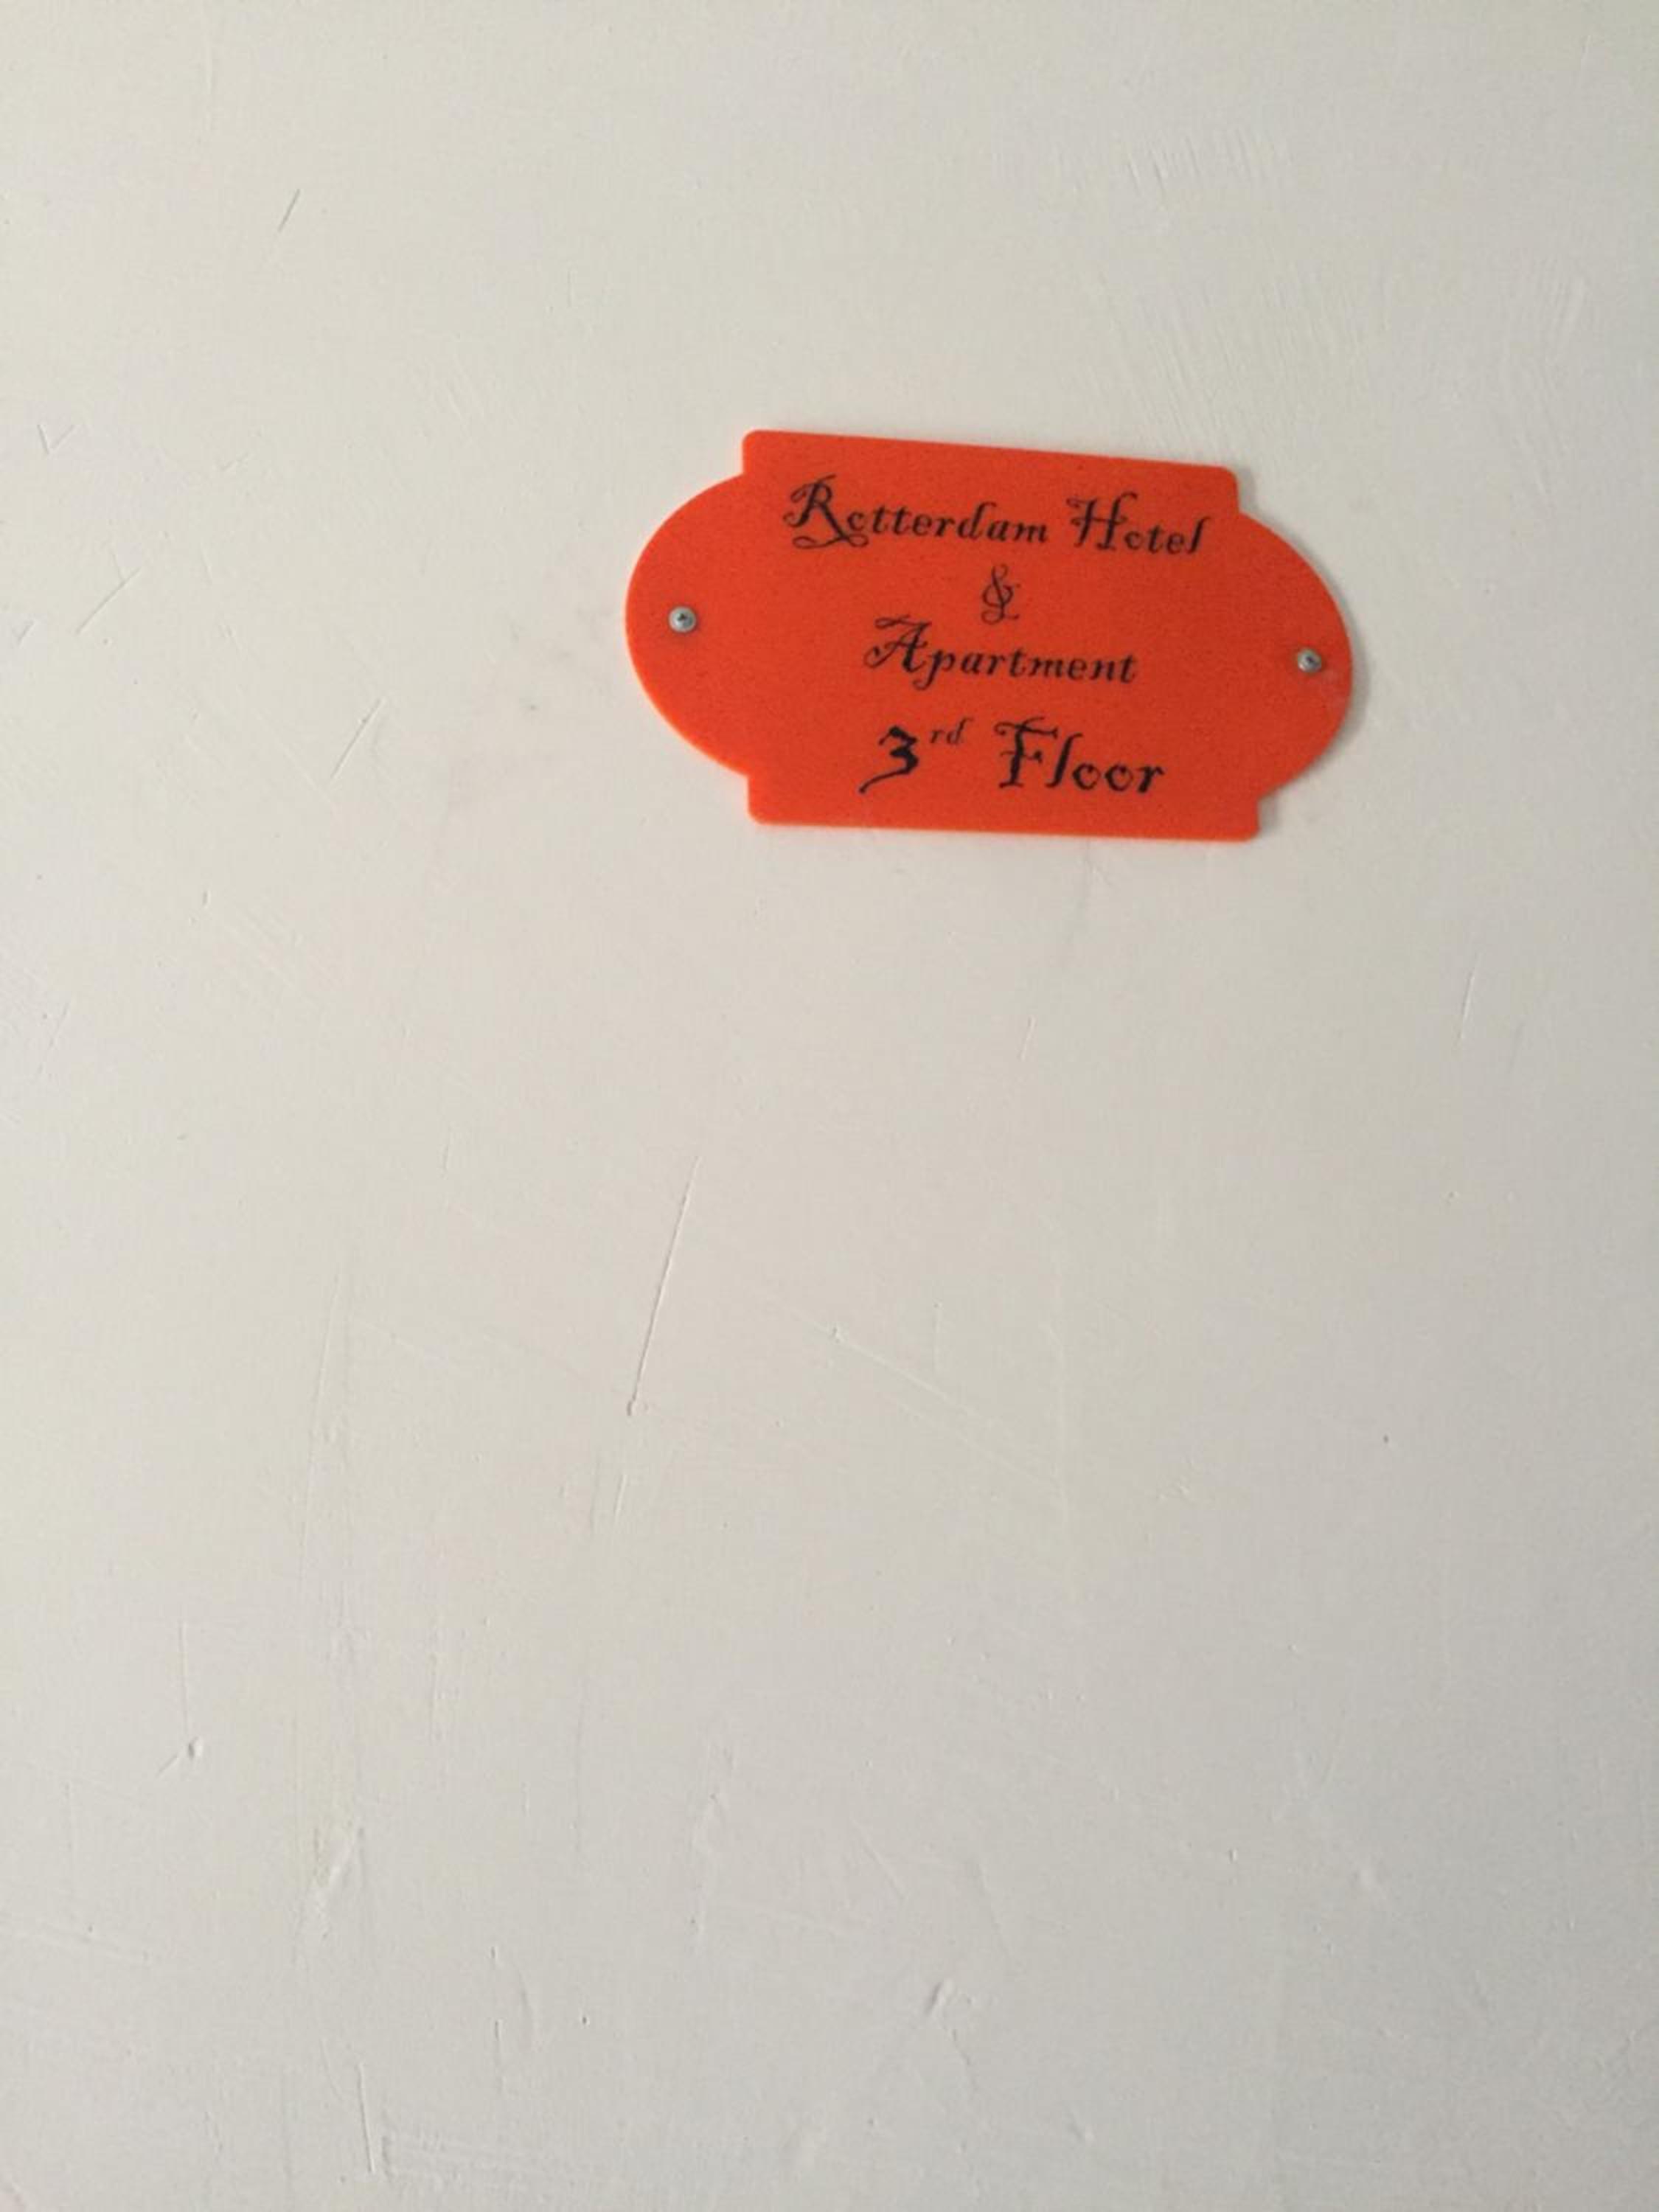 Rotterdam Hotel
&
Apartment
3rd Floor